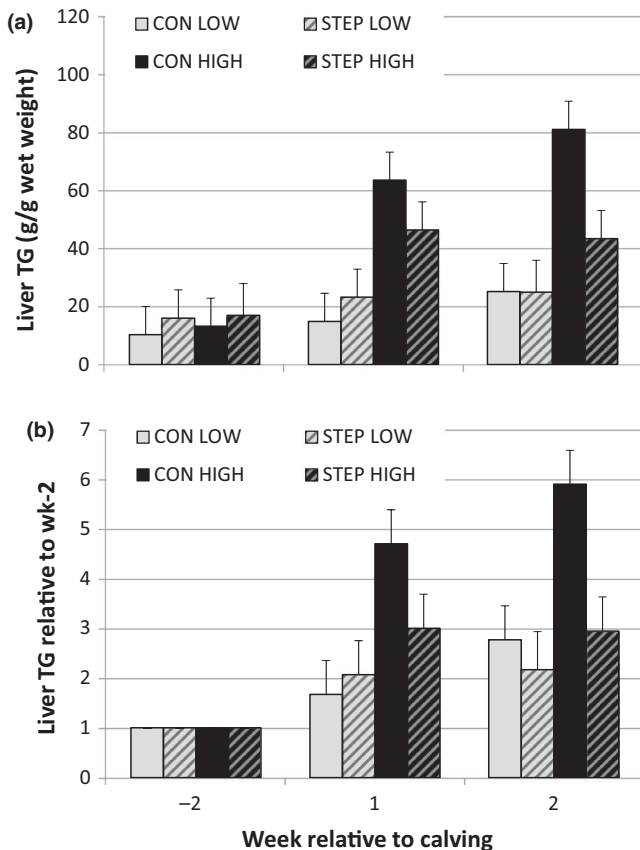 (a)
120
100
80
60
40
20
0
Liver TG (g/g wet weight)
CON LOW STEP LOW
CON HIGH STEP HIGH
(b)
7
6
5
4
3
2
1
0
Liver TG relative to wk-2
CON LOW STEP LOW
CON HIGH STEP HIGH
–2 1 2
Week relative to calving